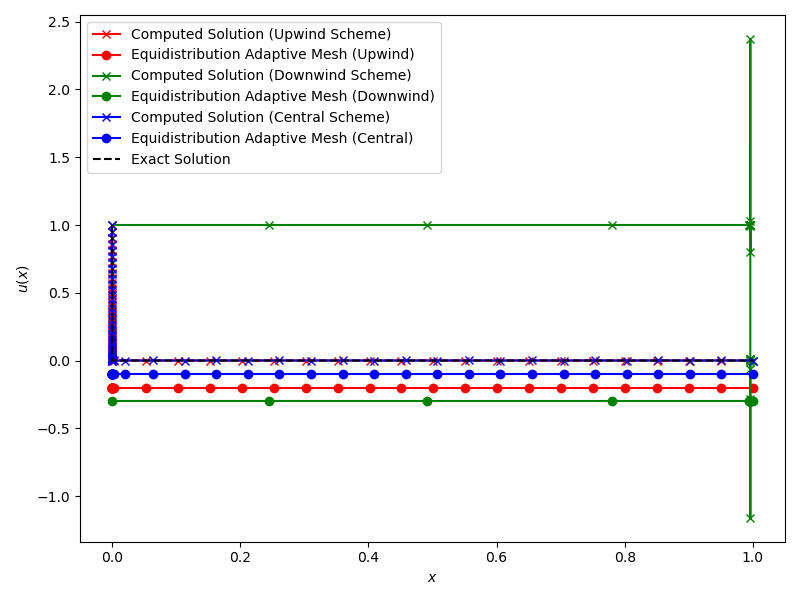 2.5
2.0
1.5
1.0
0.5
0.0
−0.5
−1.0
u(x)
Computed Solution (Upwind Scheme)
Equidistribution Adaptive Mesh (Upwind)
Computed Solution (Downwind Scheme)
Equidistribution Adaptive Mesh (Downwind)
Computed Solution (Central Scheme)
Equidistribution Adaptive Mesh (Central)
Exact Solution
0.0 0.2 0.4 0.6 0.8 1.0
x